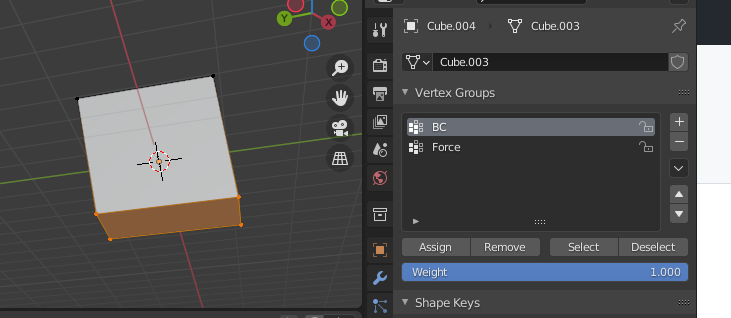 Cube.004 Cube.003
Cube.003
Vertex Groups
BC
Force
Assign Remove Select Deselect
Weight 1.000
Shape Keys
Y
X